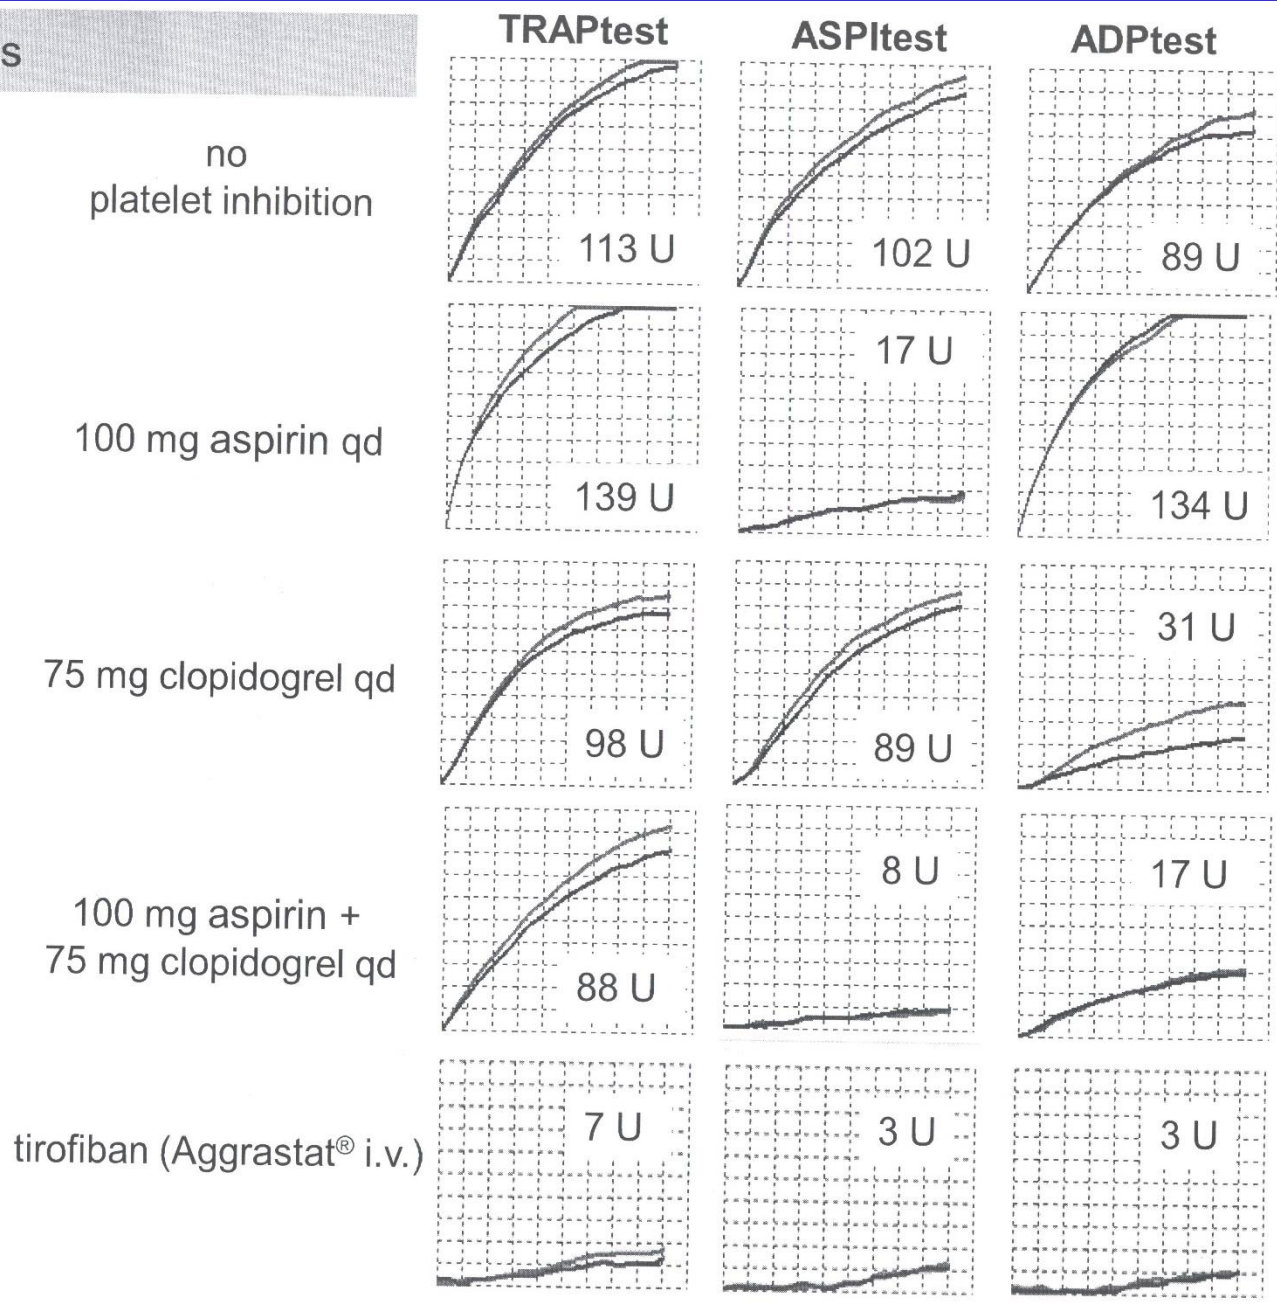 TRAPtest ASPItest ADPtest
s
no
platelet inhibition
113 U 102 U 89 U
100 mg aspirin qd
139 U 17 U 134 U
75 mg clopidogrel qd
98 U 89 U 31 U
100 mg aspirin +
75 mg clopidogrel qd
88 U 8 U 17 U
tirofiban (Aggrastat® i.v.)
7 U 3 U 3 U